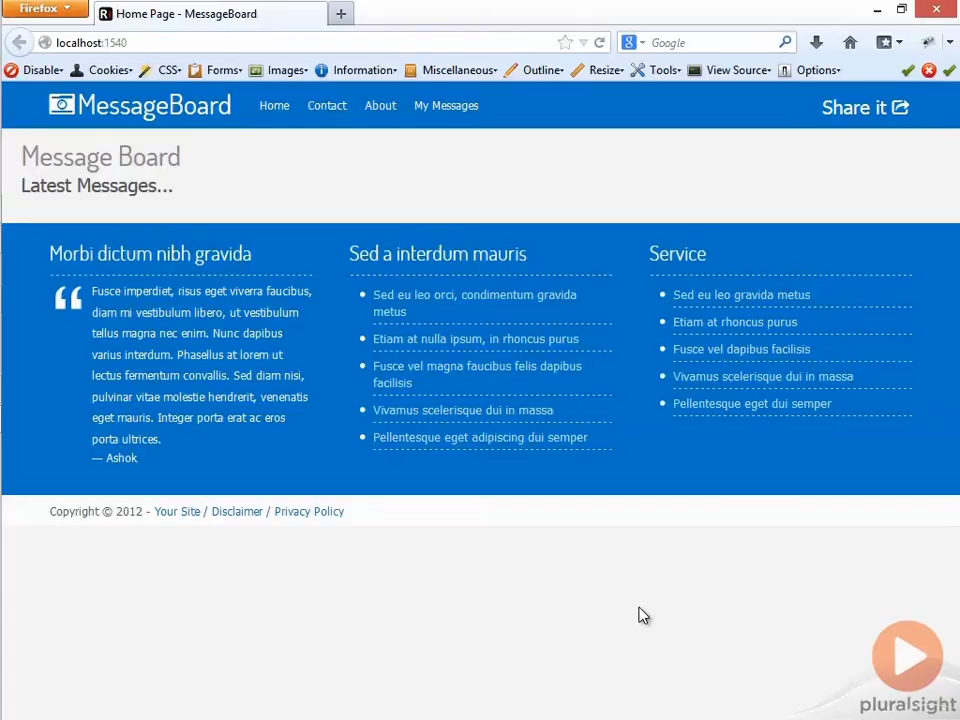 Firefox
Home Page - MessageBoard
localhost:1540
Google
Disable Cookies CSS Forms Images Information Miscellaneous Outline Resize Tools View Source Options
MessageBoard Home Contact About My Messages Share it
Message Board
Latest Messages...
Morbi dictum nibh gravida
Fusce imperdiet, risus eget viverra faucibus,
diam mi vestibulum libero, ut vestibulum
tellus magna nec enim. Nunc dapibus
varius interdum. Phasellus at lorem ut
lectus fermentum convallis. Sed diam nisi,
pulvinar vitae molestie hendrerit, venenatis
eget mauris. Integer porta erat ac eros
porta ultrices.
— Ashok
Sed a interdum mauris
Sed eu leo orci, condimentum gravida
metus
Etiam at nulla ipsum, in rhoncus purus
Fusce vel magna faucibus felis dapibus
facilisis
Vivamus scelerisque dui in massa
Pellentesque eget adipiscing dui semper
Service
Sed eu leo gravida metus
Etiam at rhoncus purus
Fusce vel dapibus facilisis
Vivamus scelerisque dui in massa
Pellentesque eget dui semper
Copyright © 2012 - Your Site / Disclaimer / Privacy Policy
pluralsight